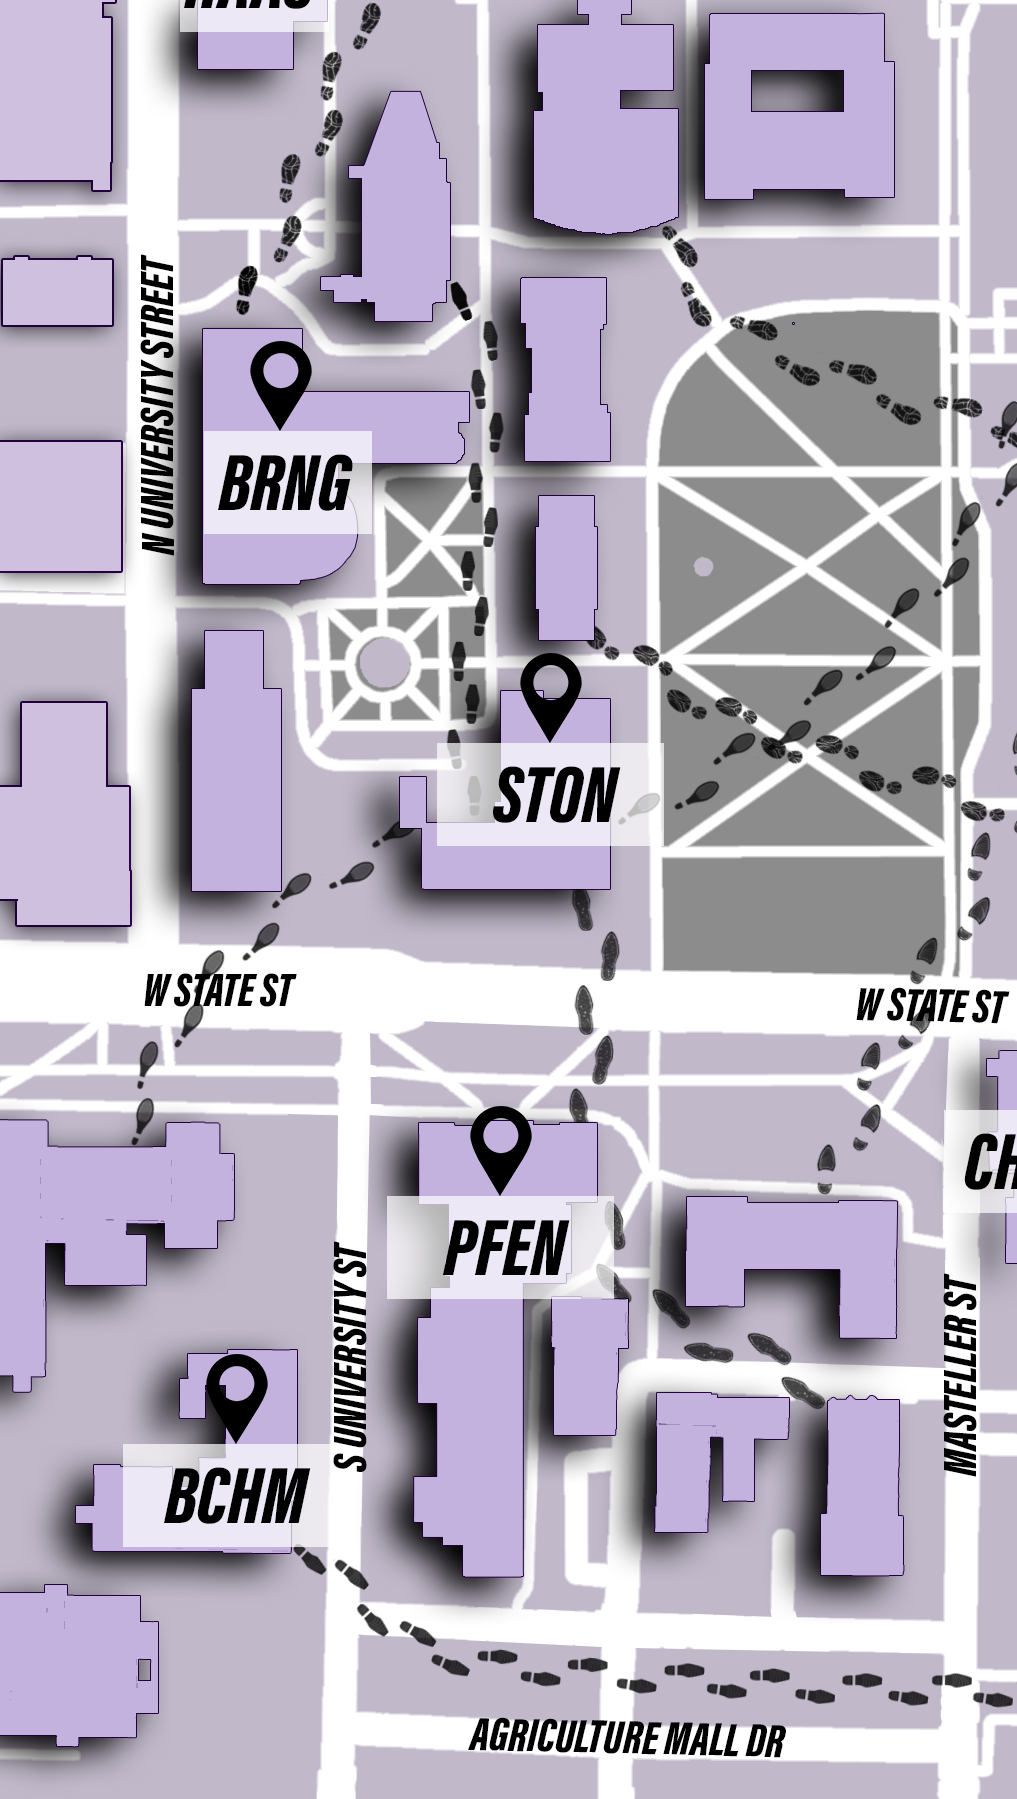 N UNIVERSITY STREET
BRNG
STON
W STATE ST
W STATE ST
PFEN
S UNIVERSITY ST
MASTELLER ST
BCHM
AGRICULTURE MALL DR